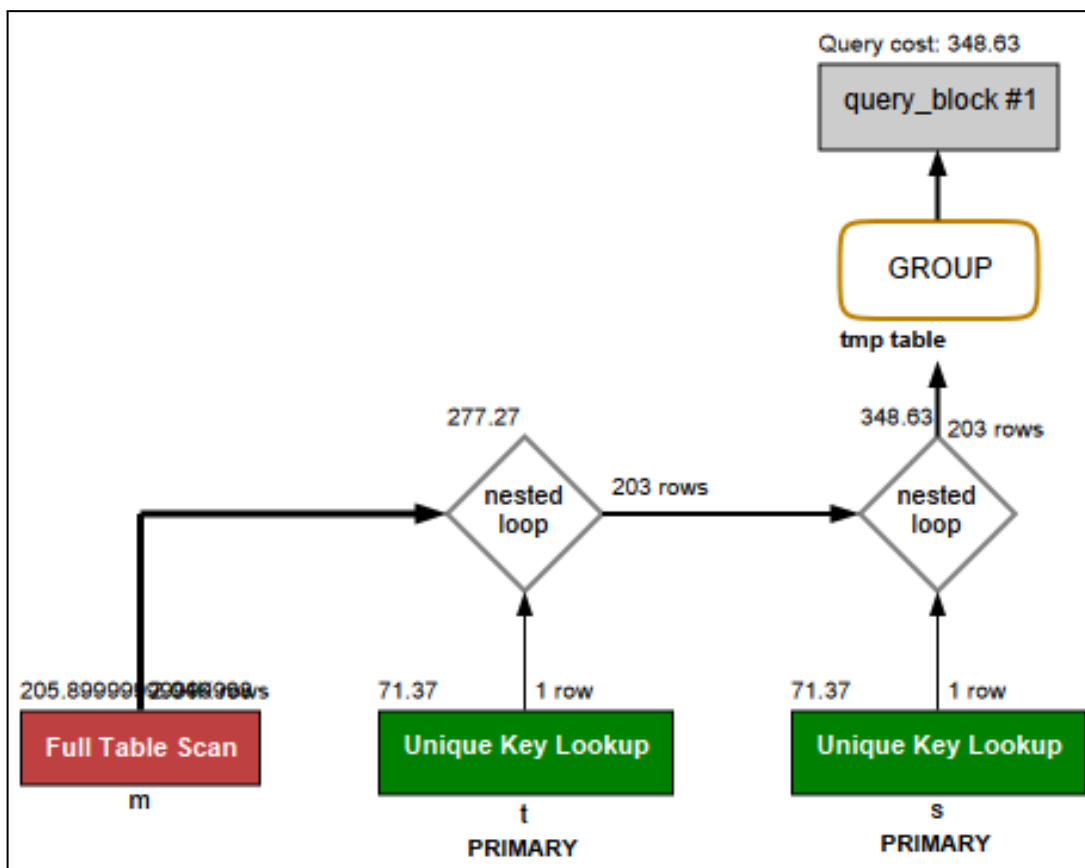 Query cost: 348.63
query_block #1
GROUP
tmp table
277.27
348.63
203 rows
203 rows
nested
loop
nested
loop
71.37
1 row
71.37
1 row
Full Table Scan
Unique Key Lookup
Unique Key Lookup
m
t
s
PRIMARY
PRIMARY